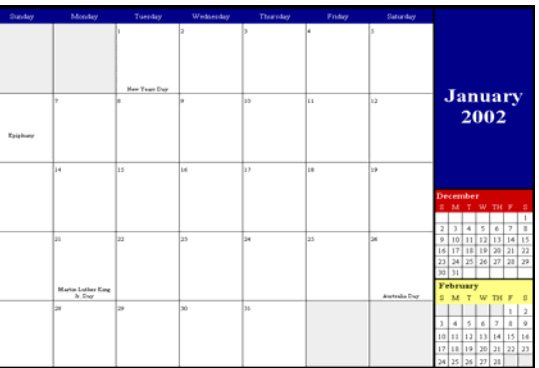 Sunday Monday Tuesday Wednesday Thursday Friday Saturday
1 2 3 4 5
New Years Day
7 8 9 10 11 12
Epiphany
14 15 16 17 18 19
21 22 23 24 25 26
Martin Luther King
Jr. Day
Australia Day
28 29 30 31
January
2002
December
S M T W TH F S
1
2 3 4 5 6 7 8
9 10 11 12 13 14 15
16 17 18 19 20 21 22
23 24 25 26 27 28 29
30 31
February
S M T W TH F S
1 2
3 4 5 6 7 8 9
10 11 12 13 14 15 16
17 18 19 20 21 22 23
24 25 26 27 28